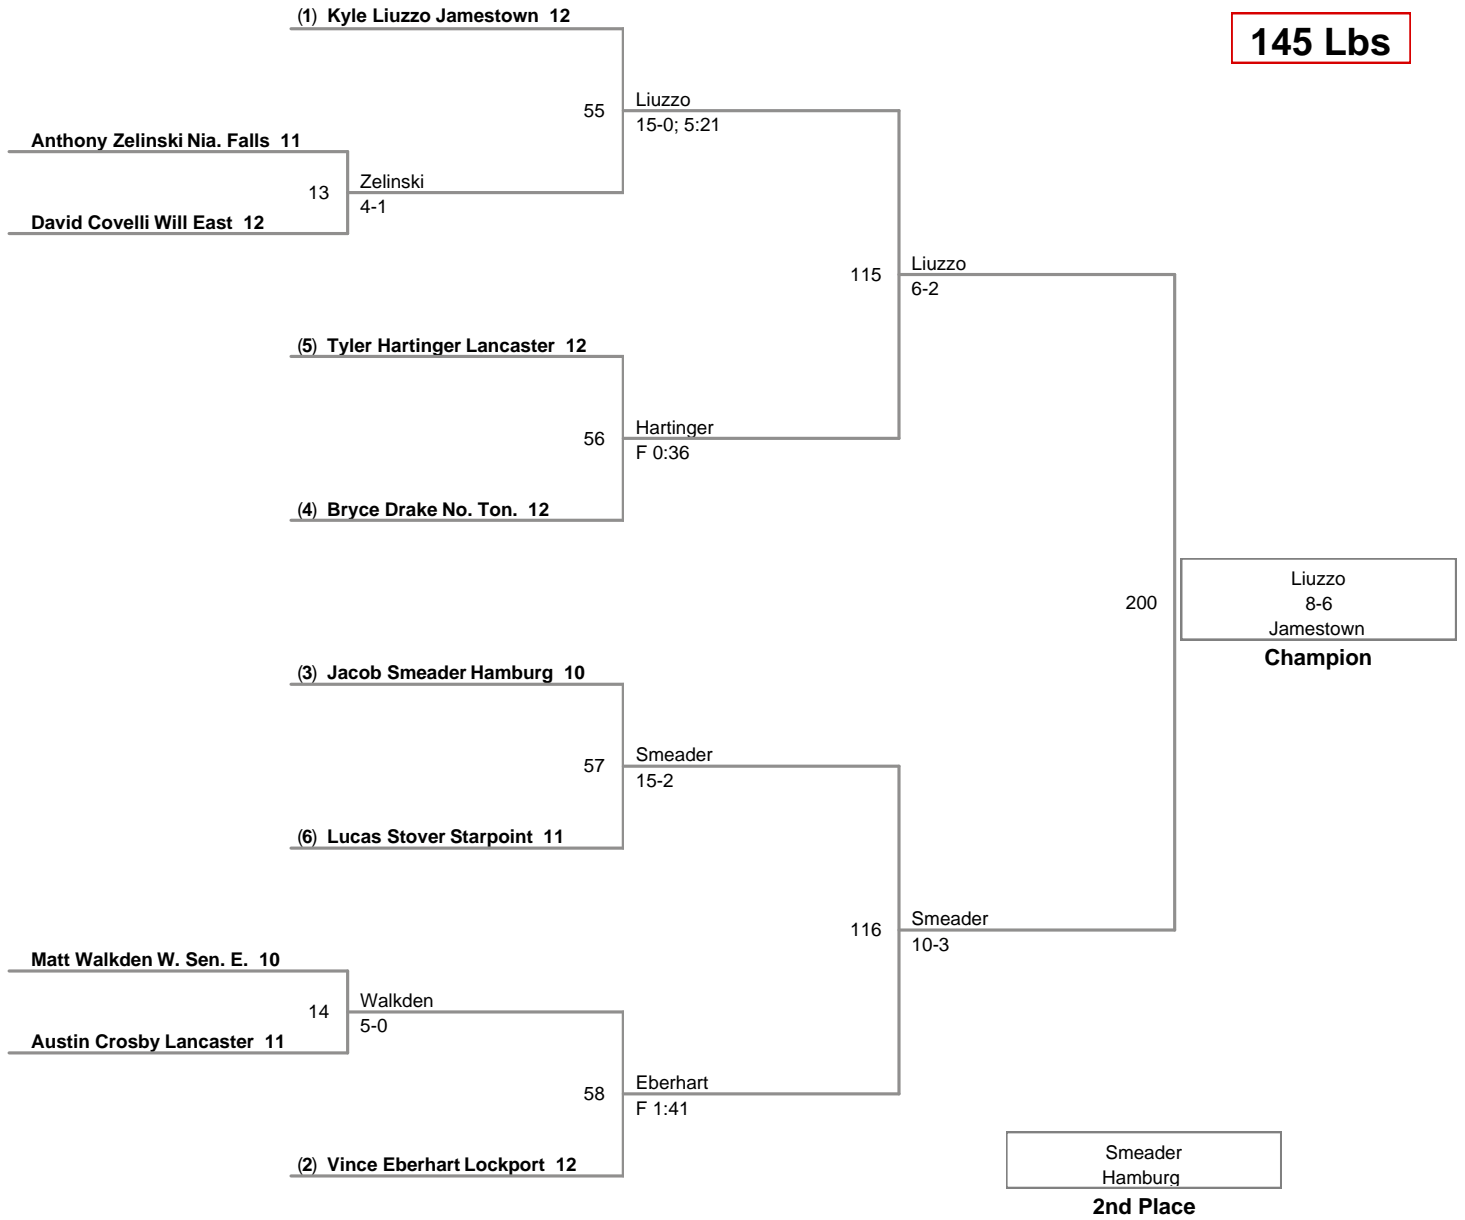 (1) Kyle Liuzzo Jamestown 12
145 Lbs
55
Liuzzo
15-0; 5:21
Anthony Zelinski Nia. Falls 11
13
Zelinski
4-1
David Covelli Will East 12
115
Liuzzo
6-2
(5) Tyler Hartinger Lancaster 12
56
Hartinger
F 0:36
(4) Bryce Drake No. Ton. 12
200
Liuzzo
8-6
Jamestown
Champion
(3) Jacob Smeader Hamburg 10
57
Smeader
15-2
(6) Lucas Stover Starpoint 11
116
Smeader
10-3
Matt Walkden W. Sen. E. 10
14
Walkden
5-0
Austin Crosby Lancaster 11
58
Eberhart
F 1:41
(2) Vince Eberhart Lockport 12
Smeader
Hamburg
2nd Place